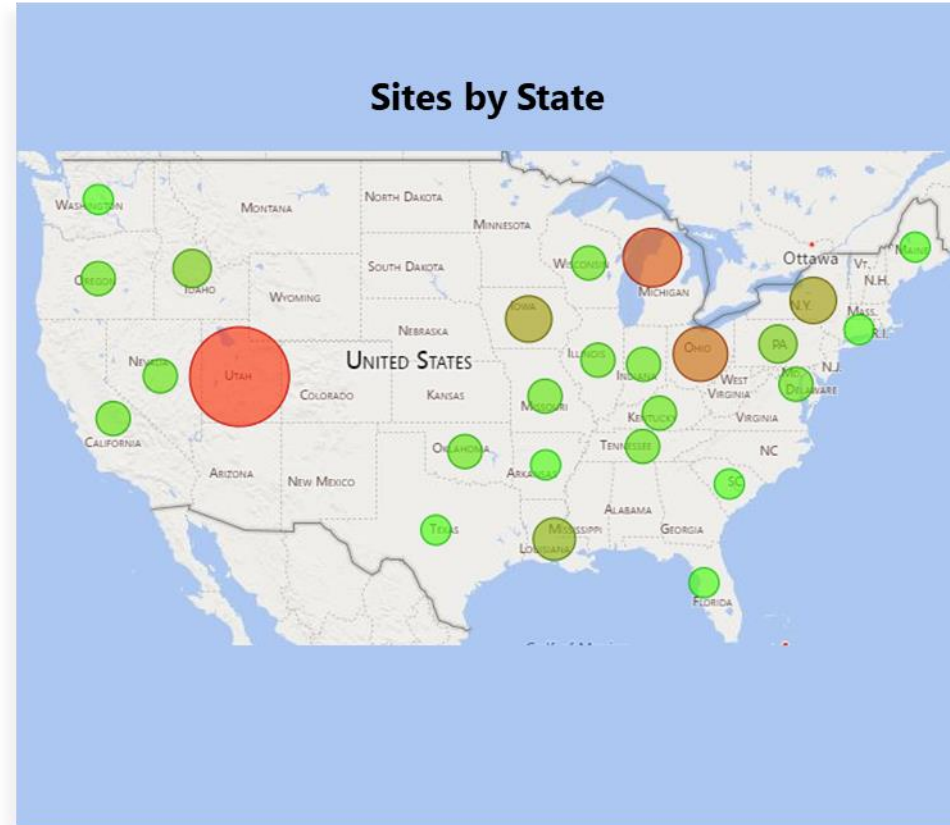 Sites by State
WASHINGTON
MONTANA
NORTH DAKOTA
MINNESOTA
OREGON
IDAHO
SOUTH DAKOTA
WISCONSIN
MICHIGAN
Ottawa
MAINE
VT.
N.H.
WYOMING
IOWA
N.Y.
MASS.
R.I.
NEBRASKA
NEVADA
UTAH
UNITED STATES
ILLINOIS
INDIANA
OHIO
PA
N.J.
COLORADO
KANSAS
MISSOURI
WEST
VIRGINIA
MD.
DELAWARE
KENTUCKY
VIRGINIA
CALIFORNIA
OKLAHOMA
TENNESSEE
NC
ARIZONA
NEW MEXICO
ARKANSAS
SC
ALABAMA
MISSISSIPPI
GEORGIA
TEXAS
LOUISIANA
FLORIDA